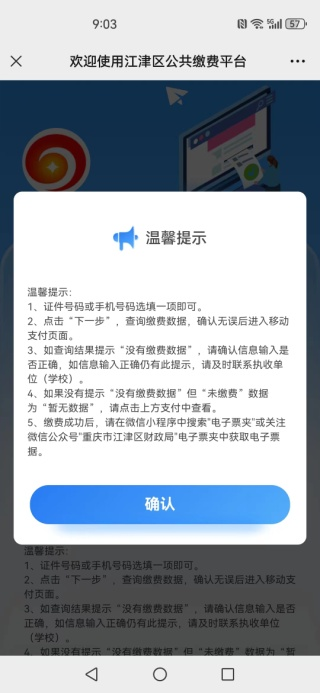 9:03
5G
57
欢迎使用江津区公共缴费平台
温馨提示
温馨提示：
1、证件号码或手机号码选填一项即可。
2、点击“下一步”，查询缴费数据，确认无误后进入移动
支付页面。
3、如查询结果提示“没有缴费数据”，请确认信息输入是
否正确，如信息输入正确仍有此提示，请及时联系执收单
位（学校）。
4、如果没有提示“没有缴费数据”但“未缴费”数据
为“暂无数据”，请点击上方支付中查看。
5、缴费成功后，请在微信小程序中搜索"电子票夹"或关注
微信公众号"重庆市江津区财政局"电子票夹中获取电子票
据。
确认
温馨提示：
1、证件号码或手机号码选填一项即可。
2、点击“下一步”，查询缴费数据，确认无误后进入移动支
付页面。
3、如查询结果提示“没有缴费数据”，请确认信息输入是否
正确，如信息输入正确仍有此提示，请及时联系执收单位
（学校）。
4、如果没有提示“没有缴费数据”但“未缴费”数据为“暂